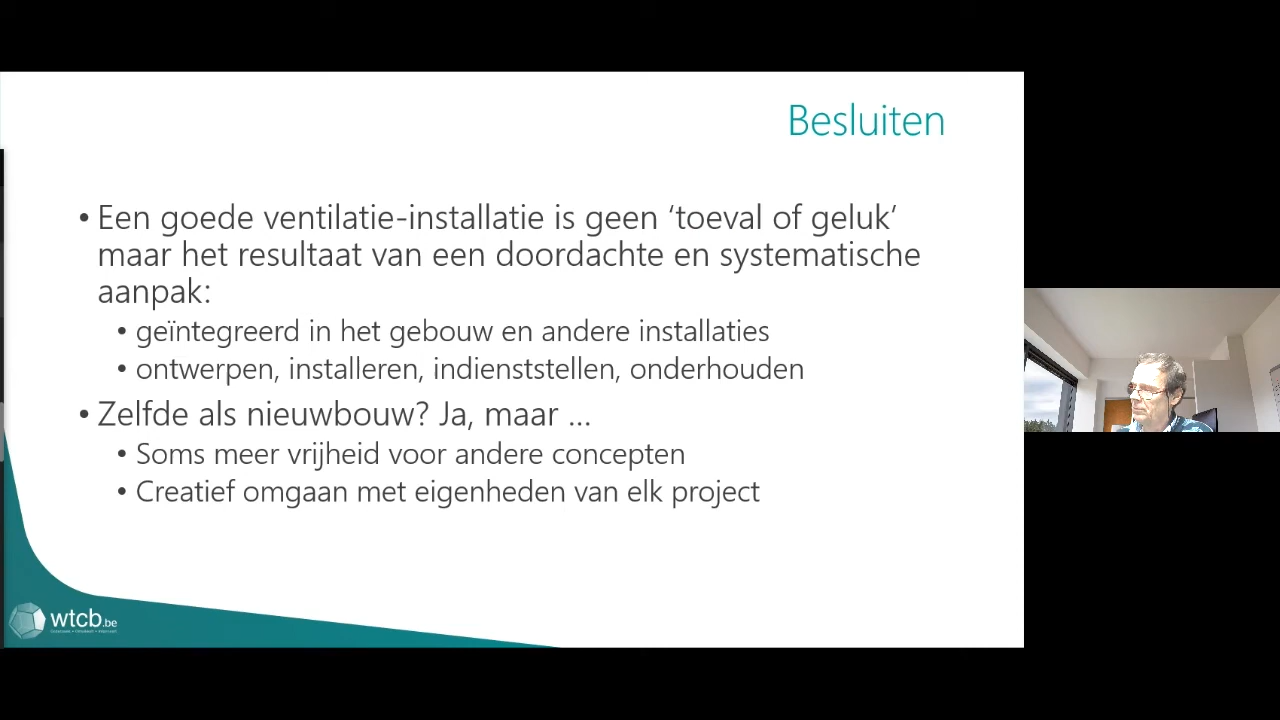 Besluiten
• Een goede ventilatie-installatie is geen ‘toeval of geluk’
maar het resultaat van een doordachte en systematische
aanpak:
• geïntegreerd in het gebouw en andere installaties
• ontwerpen, installeren, indienststellen, onderhouden
• Zelfde als nieuwbouw? Ja, maar ...
• Soms meer vrijheid voor andere concepten
• Creatief omgaan met eigenheden van elk project
wtcb.be